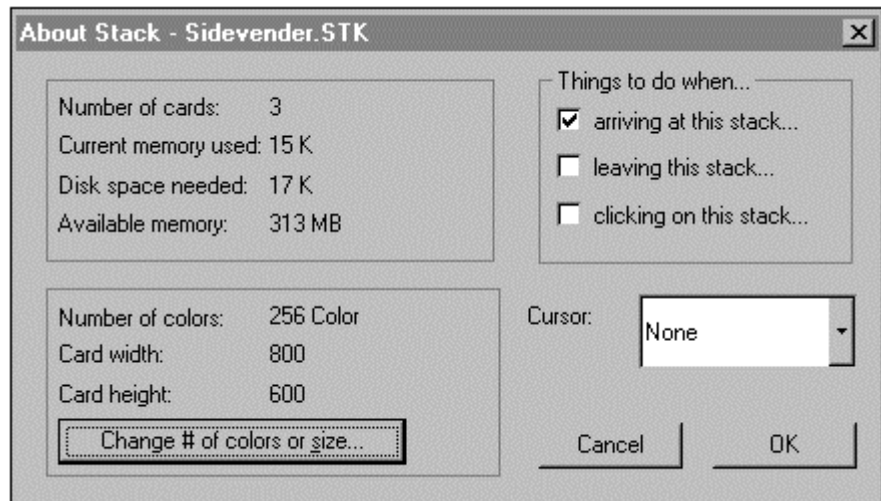 About Stack - Sidevender.STK
Number of cards: 3
Current memory used: 15 K
Disk space needed: 17 K
Available memory: 313 MB
Things to do when...
arriving at this stack...
leaving this stack...
clicking on this stack...
Number of colors: 256 Color
Card width: 800
Card height: 600
Change # of colors or size...
Cursor: None
Cancel OK